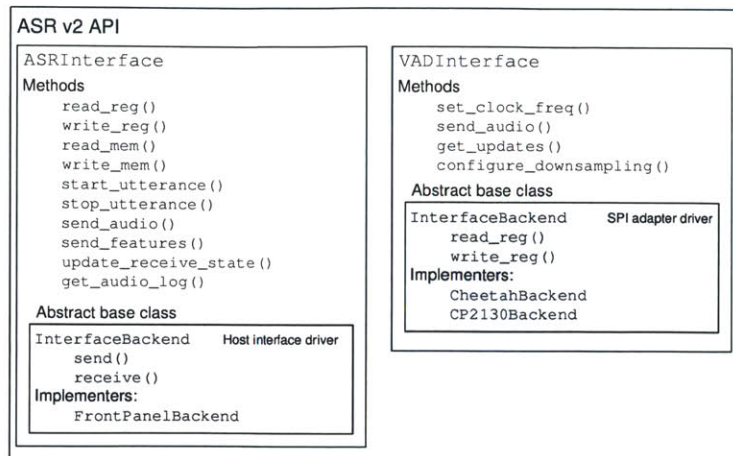 ASR v2 API
ASRInterface
Methods
read_reg()
write_reg()
read_mem()
write_mem()
start_utterance()
stop_utterance()
send_audio()
send_features()
update_receive_state()
get_audio_log()
Abstract base class
InterfaceBackend Host interface driver
send()
receive()
Implementers:
FrontPanelBackend
VADInterface
Methods
set_clock_freq()
send_audio()
get_updates()
configure_downsampling()
Abstract base class
InterfaceBackend SPI adapter driver
read_reg()
write_reg()
Implementers:
CheetahBackend
CP2130Backend